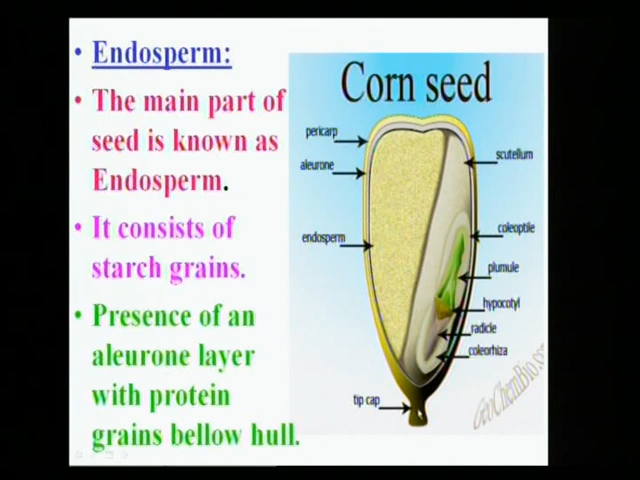 • Endosperm:
• The main part of
seed is known as
Endosperm.
• It consists of
starch grains.
• Presence of an
aleurone layer
with protein
grains bellow hull.
Corn seed
pericarp
aleurone
endosperm
tip cap
scutellum
coleoptile
plumule
hypocotyl
radicle
coleorhiza